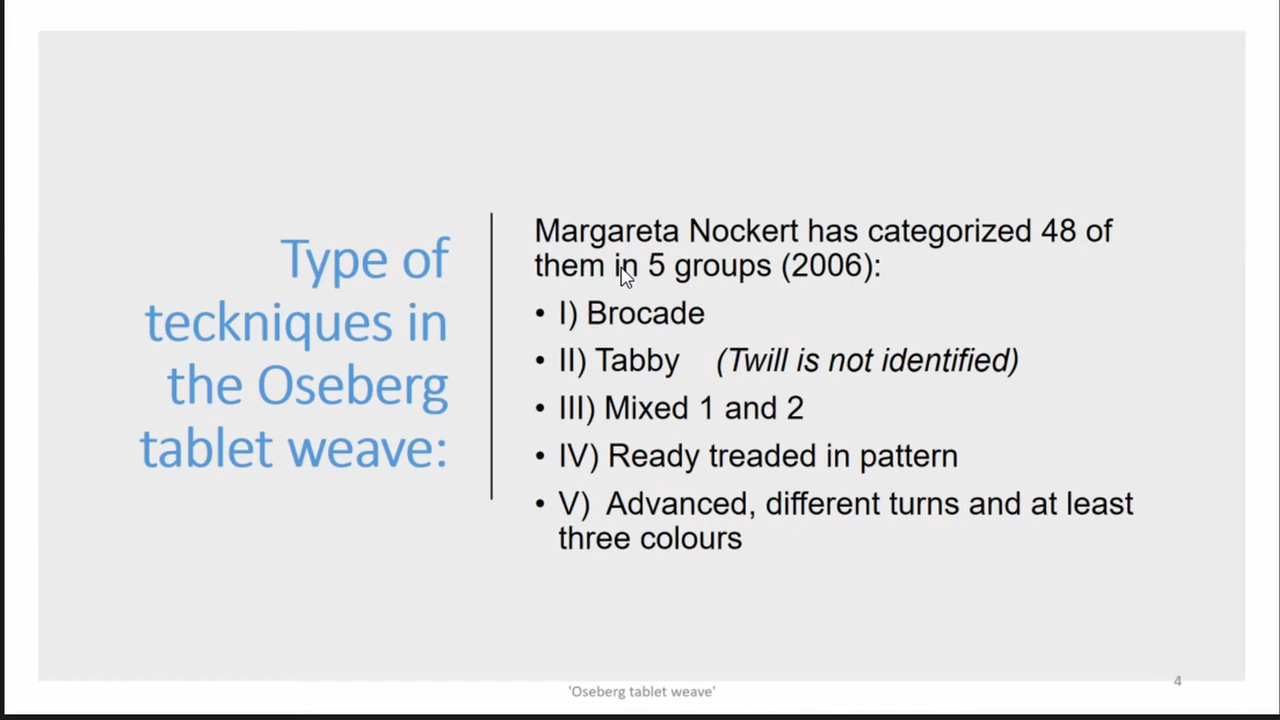 Type of
teckniques in
the Oseberg
tablet weave:
Margareta Nockert has categorized 48 of
them in 5 groups (2006):
• I) Brocade
• II) Tabby (Twill is not identified)
• III) Mixed 1 and 2
• IV) Ready treaded in pattern
• V) Advanced, different turns and at least
three colours
'Oseberg tablet weave'
4